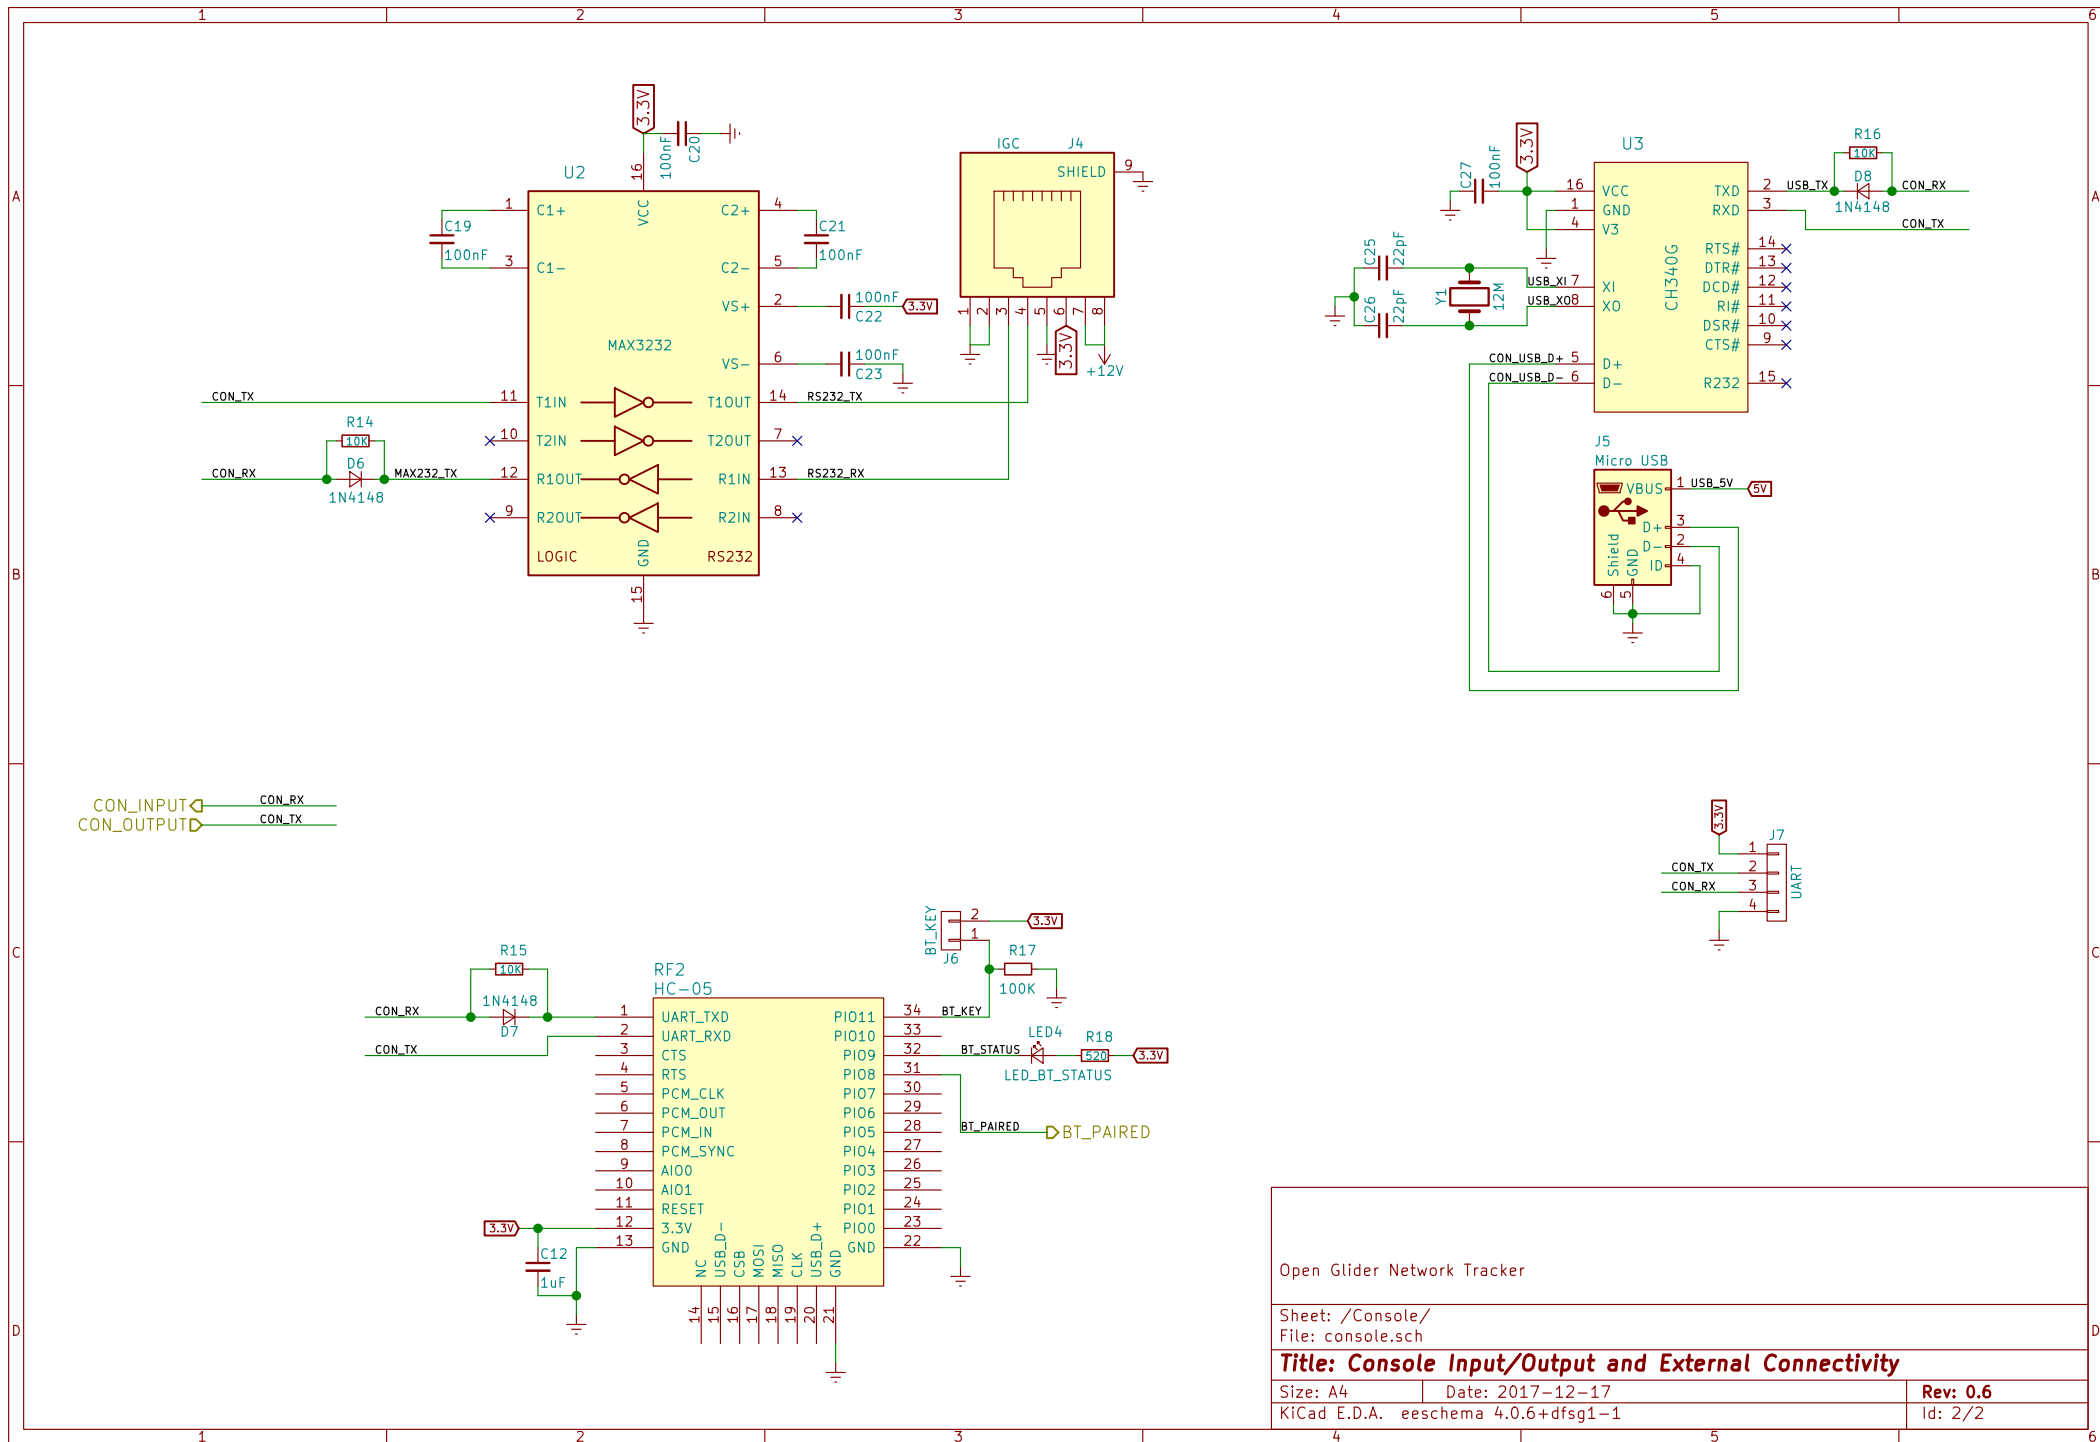 1 2 3 4 5 6
A
B
C
D
A
B
C
D
1 2 3 4 5 6
3.3V
100nF
C20
U2
16
VCC
1 C1+
3 C1-
C19
100nF
C2+ 4
C2- 5
C21
100nF
VS+ 2
100nF
C22
3.3V
MAX3232
VS- 6
100nF
C23
CON_TX
11 T1IN
T1OUT 14
RS232_TX
R14
10K
10 T2IN
T2OUT 7
D6
1N4148
CON_RX
MAX232_TX
12 R1OUT
R1IN 13
RS232_RX
9 R2OUT
R2IN 8
LOGIC
GND
RS232
15
IGC
J4
SHIELD
9
1 2 3 4 5 6 7 8
3.3V
+12V
3.3V
U3
C27
100nF
16 VCC
1 GND
4 V3
TXD 2
RXD 3
USB_TX
R16
10K
D8
1N4148
CON_RX
CON_TX
CH340G
RTS# 14
DTR# 13
DCD# 12
RI# 11
DSR# 10
CTS# 9
R232 15
C25
22pF
C26
22pF
Y1
12M
USB_XI
7 XI
USB_XO
8 XO
CON_USB_D+
5 D+
CON_USB_D-
6 D-
J5
Micro USB
VBUS 1
USB_5V
5V
D+ 3
D- 2
ID 4
Shield
GND
6 5
CON_INPUT
CON_RX
CON_OUTPUT
CON_TX
3.3V
J7
1
CON_TX
2
CON_RX
3
4
UART
BT_KEY
2
1
J6
3.3V
R17
100K
R15
10K
1N4148
D7
CON_RX
CON_TX
RF2
HC-05
1 UART_TXD
2 UART_RXD
3 CTS
4 RTS
5 PCM_CLK
6 PCM_OUT
7 PCM_IN
8 PCM_SYNC
9 AIO0
10 AIO1
11 RESET
12 3.3V
13 GND
PIO11 34
PIO10 33
PIO9 32
PIO8 31
PIO7 30
PIO6 29
PIO5 28
PIO4 27
PIO3 26
PIO2 25
PIO1 24
PIO0 23
GND 22
BT_KEY
BT_STATUS
LED4
LED_BT_STATUS
R18
520
3.3V
BT_PAIRED
BT_PAIRED
3.3V
C12
1uF
NC
USB_D-
CSB
MOSI
MISO
CLK
USB_D+
GND
14 15 16 17 18 19 20 21
Open Glider Network Tracker
Sheet: /Console/
File: console.sch
Title: Console Input/Output and External Connectivity
Size: A4 Date: 2017-12-17 Rev: 0.6
KiCad E.D.A. eeschema 4.0.6+dfsg1-1 Id: 2/2